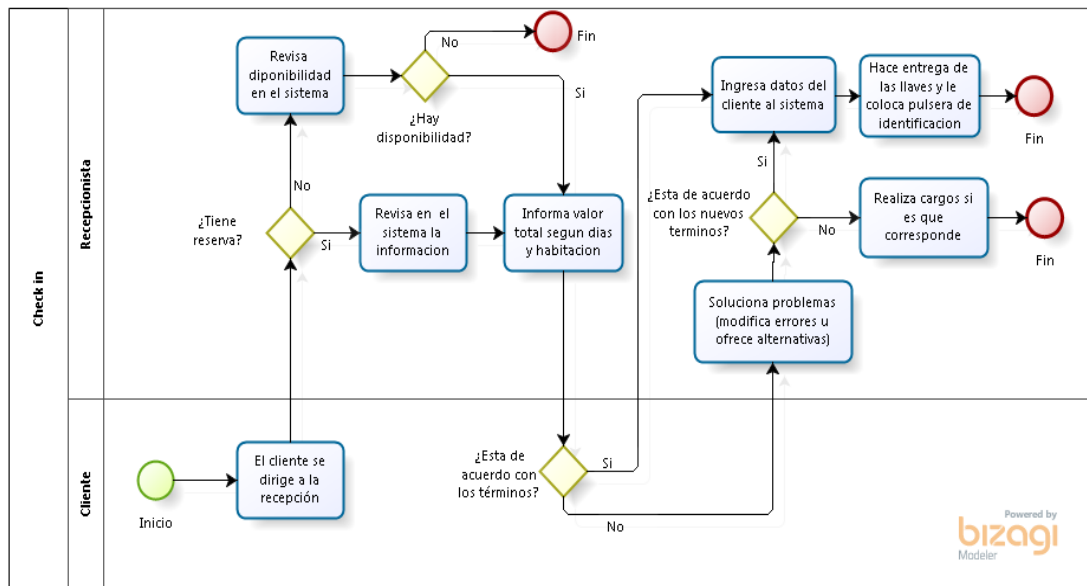 Check in
Recepcionista
Cliente
Revisa
diponibilidad
en el sistema
No
Fin
Si
¿Hay
disponibilidad?
No
¿Tiene
reserva?
Si
Revisa en el
sistema la
informacion
Informa valor
total segun dias
y habitacion
Ingresa datos del
cliente al sistema
Hace entrega de
las llaves y le
coloca pulsera de
identificacion
Fin
Si
¿Esta de acuerdo
con los nuevos
terminos?
No
Realiza cargos si
es que
corresponde
Fin
Soluciona problemas
(modifica errores u
ofrece alternativas)
Inicio
El cliente se
dirige a la
recepción
¿Esta de
acuerdo con
los términos?
Si
No
Powered by
bizagi
Modeler